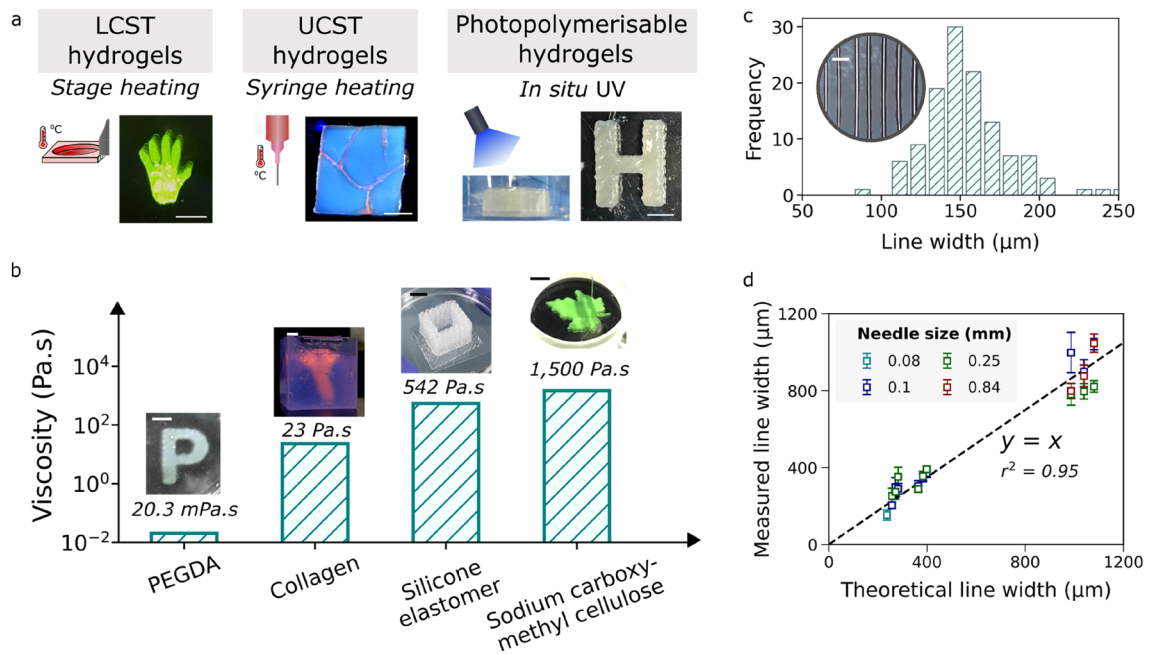 a
LCST
hydrogels
Stage heating
°C
UCST
hydrogels
Syringe heating
°C
Photopolymerisable
hydrogels
In situ UV
H
b
Viscosity (Pa.s)
10⁴
10²
10⁰
10⁻²
P
20.3 mPa.s
23 Pa.s
542 Pa.s
1,500 Pa.s
PEGDA
Collagen
Silicone
elastomer
Sodium carboxy-
methyl cellulose
c
Frequency
30
20
10
0
50
100
150
200
250
Line width (μm)
d
Measured line width (μm)
1200
800
400
0
Needle size (mm)
0.08
0.25
0.1
0.84
y = x
r² = 0.95
0
400
800
1200
Theoretical line width (μm)